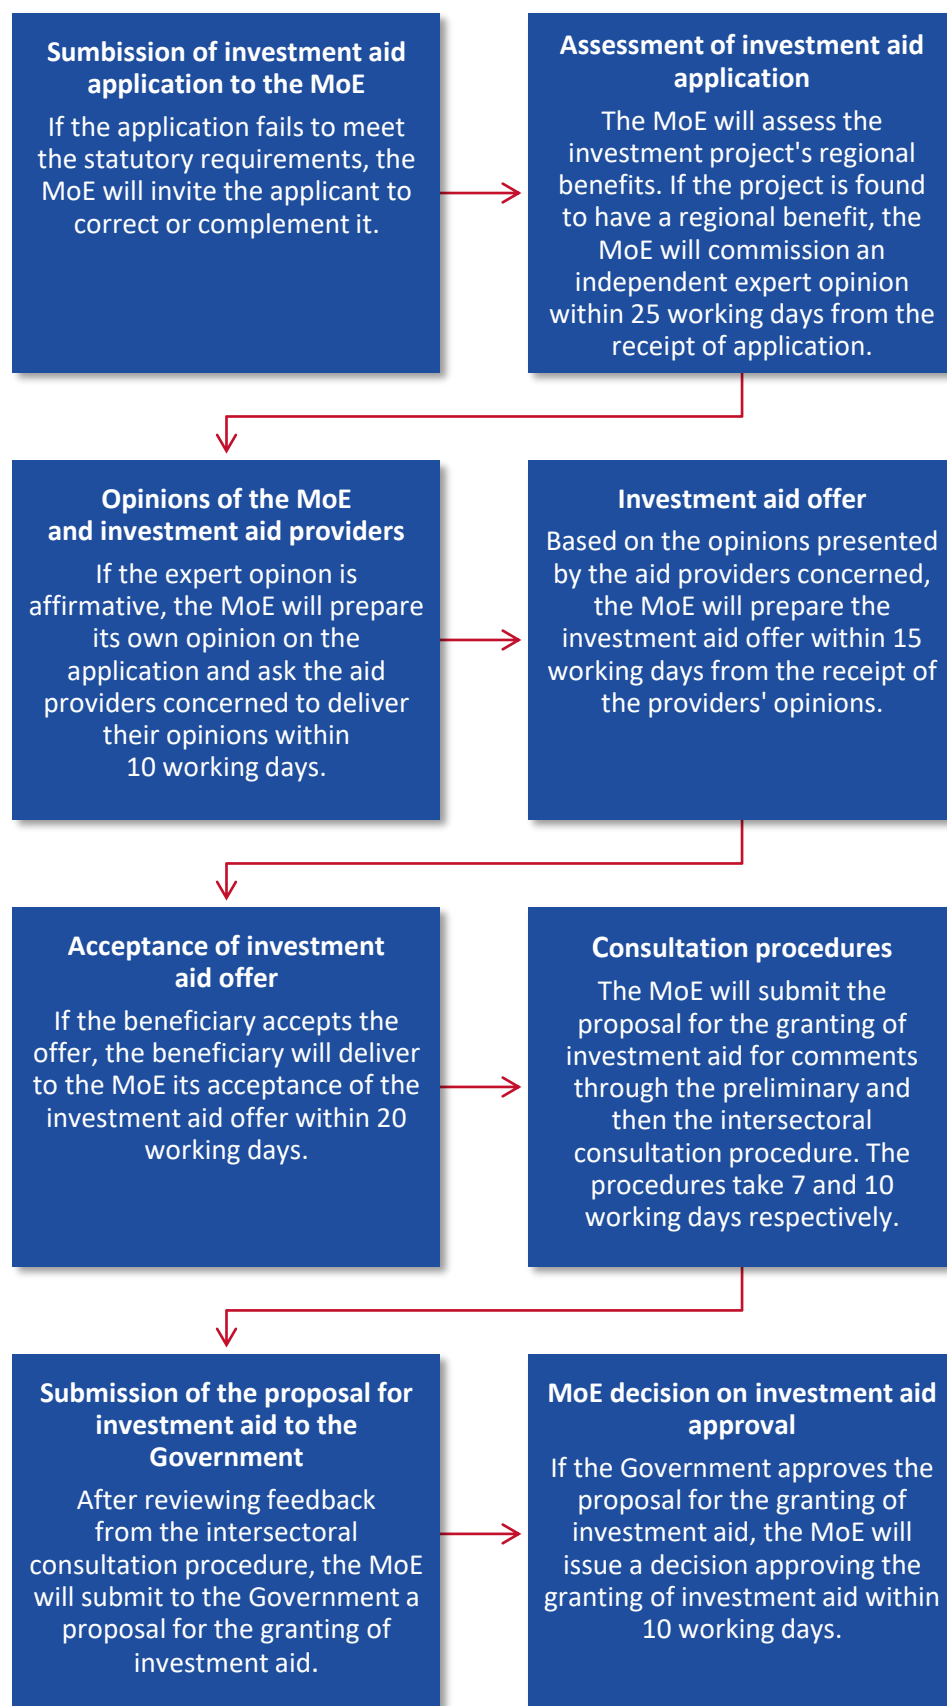 Sumbission of investment aid
application to the MoE
If the application fails to meet
the statutory requirements, the
MoE will invite the applicant to
correct or complement it.
Assessment of investment aid
application
The MoE will assess the
investment project's regional
benefits. If the project is found
to have a regional benefit, the
MoE will commission an
independent expert opinion
within 25 working days from the
receipt of application.
Opinions of the MoE
and investment aid providers
If the expert opinon is
affirmative, the MoE will prepare
its own opinion on the
application and ask the aid
providers concerned to deliver
their opinions within
10 working days.
Investment aid offer
Based on the opinions presented
by the aid providers concerned,
the MoE will prepare the
investment aid offer within 15
working days from the receipt of
the providers' opinions.
Acceptance of investment
aid offer
If the beneficiary accepts the
offer, the beneficiary will deliver
to the MoE its acceptance of the
investment aid offer within 20
working days.
Consultation procedures
The MoE will submit the
proposal for the granting of
investment aid for comments
through the preliminary and
then the intersectoral
consultation procedure. The
procedures take 7 and 10
working days respectively.
Submission of the proposal for
investment aid to the
Government
After reviewing feedback
from the intersectoral
consultation procedure, the MoE
will submit to the Government a
proposal for the granting of
investment aid.
MoE decision on investment aid
approval
If the Government approves the
proposal for the granting of
investment aid, the MoE will
issue a decision approving the
granting of investment aid within
10 working days.